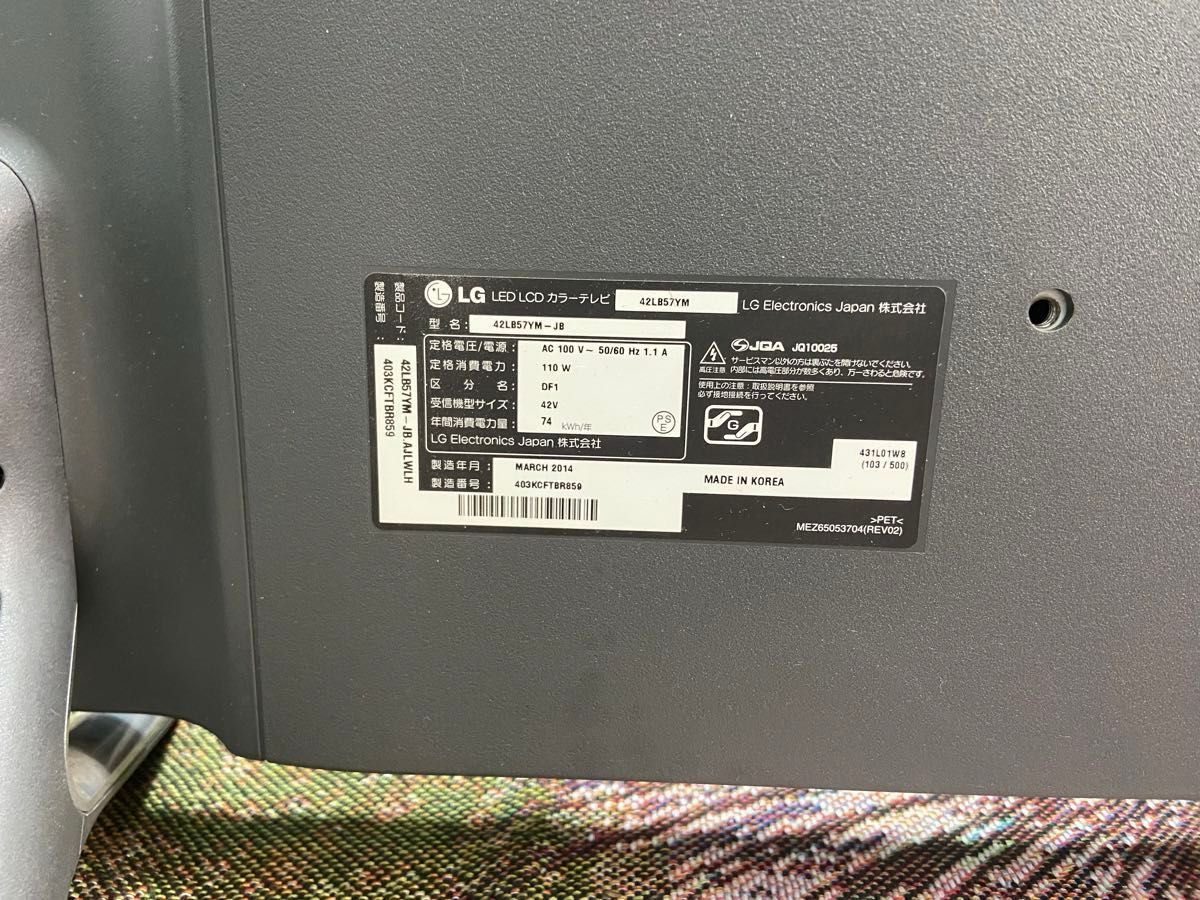 LG LED LCD カラーテレビ 42LB57YM LG Electronics Japan 株式会社
型 名: 42LB57YM-JB
定格電圧/電源: AC 100 V~ 50/60 Hz 1.1 A
定格消費電力: 110 W
区 分 名: DF1
受信機型サイズ: 42V
年間消費電力量: 74 kWh/年
PS
E
LG Electronics Japan 株式会社
製造年月: MARCH 2014
製造番号: 403KCFTBR859
製品コード: 42LB57YM-JB.AJLWLH
製造番号: 403KCFTBR859
JQA JQ10025
高圧注意
サービスマン以外の方は裏ぶたを開けないでください。
内部には高電圧部分が数多くあり、万一さわると危険です。
使用上の注意:取扱説明書を参照
必ず接地接続を行ってください。
G
431L01W8
(103 / 500)
MADE IN KOREA
>PET<
MEZ65053704(REV02)